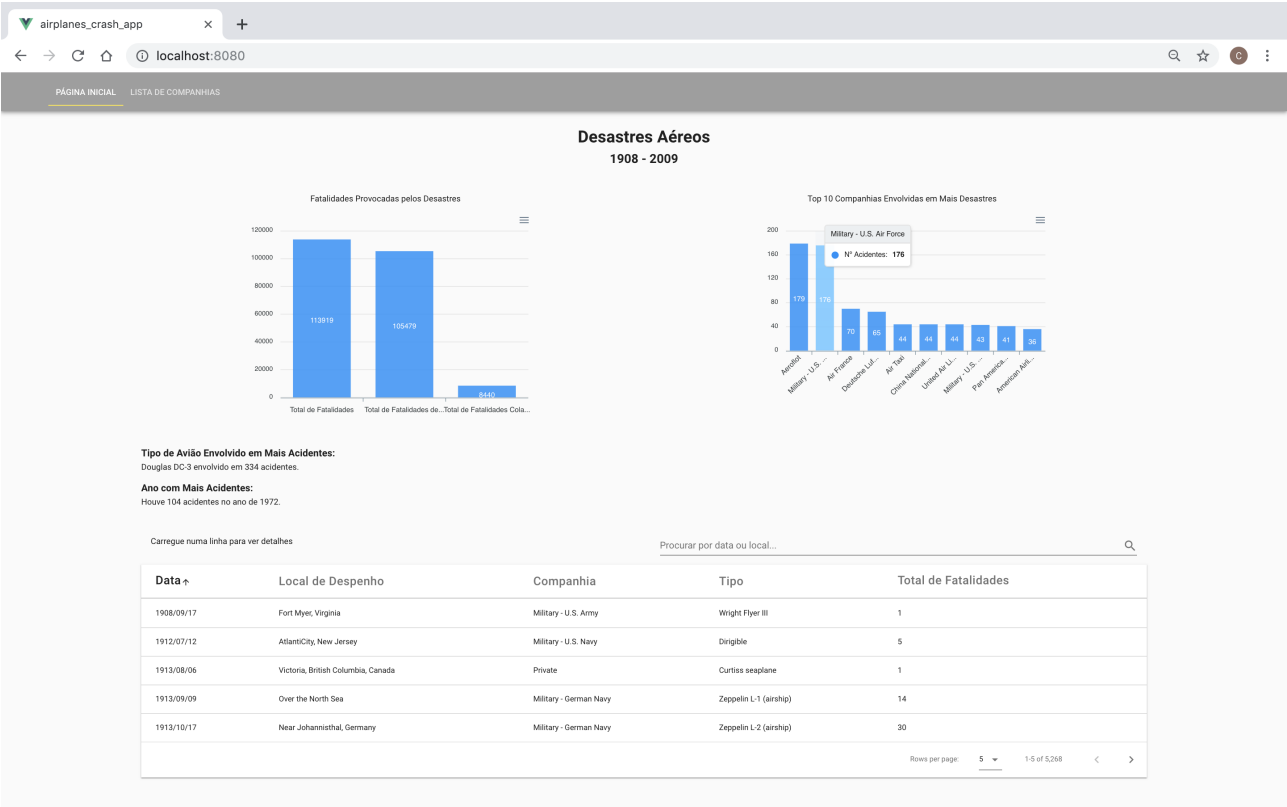 airplanes_crash_app
localhost:8080
C
PÁGINA INICIAL LISTA DE COMPANHIAS
Desastres Aéreos
1908 - 2009
Fatalidades Provocadas pelos Desastres
120000
100000
80000
60000
40000
20000
0
113919
105479
8440
Total de Fatalidades
Total de Fatalidades de...
Total de Fatalidades Cola...
Top 10 Companhias Envolvidas em Mais Desastres
200
160
120
80
40
0
Military - U.S. Air Force
Nº Acidentes: 176
179
176
70
65
44
44
44
43
41
36
Aeroflot
Military - U.S. ...
Air France
Deutsche Luf...
Air Taxi
China National...
United Air Li...
Military - U.S. ...
Pan America...
American Airli...
Tipo de Avião Envolvido em Mais Acidentes:
Douglas DC-3 envolvido em 334 acidentes.
Ano com Mais Acidentes:
Houve 104 acidentes no ano de 1972.
Carregue numa linha para ver detalhes
Procurar por data ou local...
Data Local de Despenho Companhia Tipo Total de Fatalidades
1908/09/17 Fort Myer, Virginia Military - U.S. Army Wright Flyer III 1
1912/07/12 AtlantiCity, New Jersey Military - U.S. Navy Dirigible 5
1913/08/06 Victoria, British Columbia, Canada Private Curtiss seaplane 1
1913/09/09 Over the North Sea Military - German Navy Zeppelin L-1 (airship) 14
1913/10/17 Near Johannisthal, Germany Military - German Navy Zeppelin L-2 (airship) 30
Rows per page: 5 1-5 of 5,268